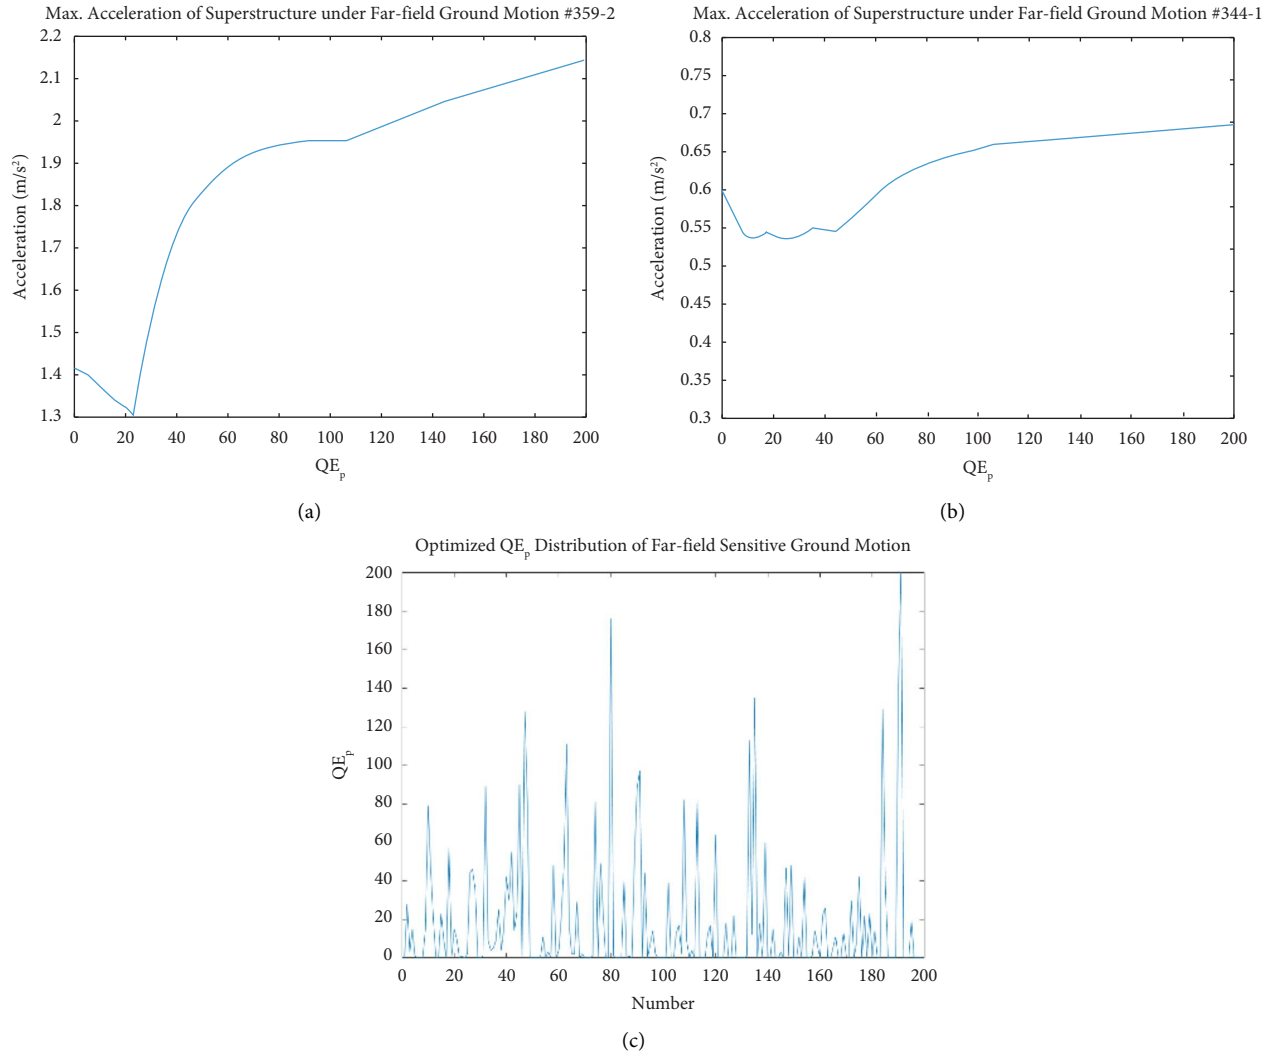 Max. Acceleration of Superstructure under Far-field Ground Motion #359-2
2.2
2.1
2
1.9
1.8
1.7
1.6
1.5
1.4
1.3
Acceleration (m/s²)
0 20 40 60 80 100 120 140 160 180 200
QEp
(a)
Max. Acceleration of Superstructure under Far-field Ground Motion #344-1
0.8
0.75
0.7
0.65
0.6
0.55
0.5
0.45
0.4
0.35
0.3
Acceleration (m/s²)
0 20 40 60 80 100 120 140 160 180 200
QEp
(b)
Optimized QEp Distribution of Far-field Sensitive Ground Motion
200
180
160
140
120
100
80
60
40
20
0
QEp
0 20 40 60 80 100 120 140 160 180 200
Number
(c)